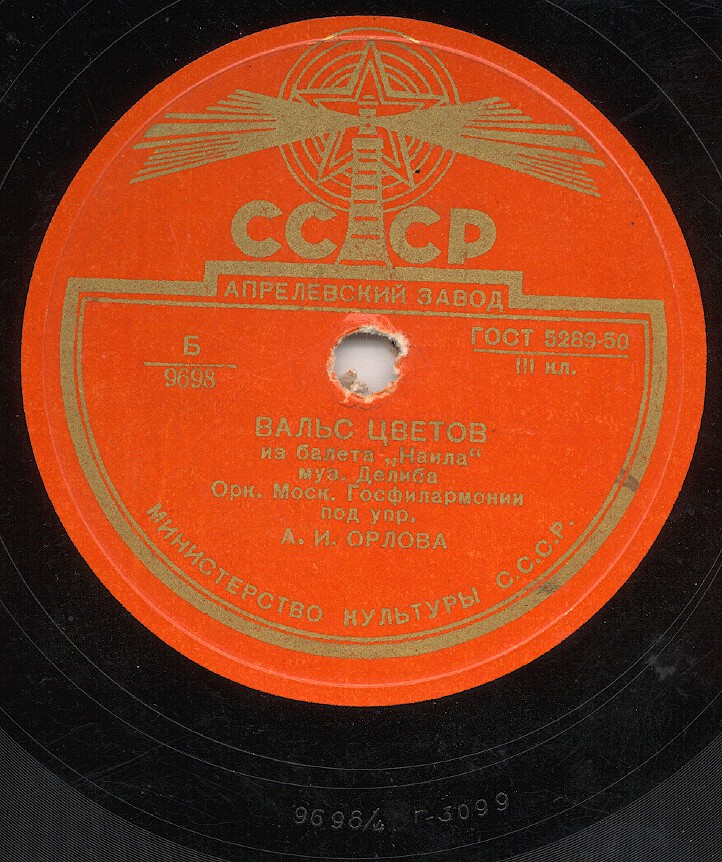 СССР
АПРЕЛЕВСКИЙ ЗАВОД
Б
9698
ГОСТ 5289-50
III кл.
ВАЛЬС ЦВЕТОВ
из балета „Наила“
муз. Делиба
Орк. Моск. Госфилармонии
под упр.
А. И. ОРЛОВА
МИНИСТЕРСТВО КУЛЬТУРЫ С.С.С.Р.
9698/4 г-3099